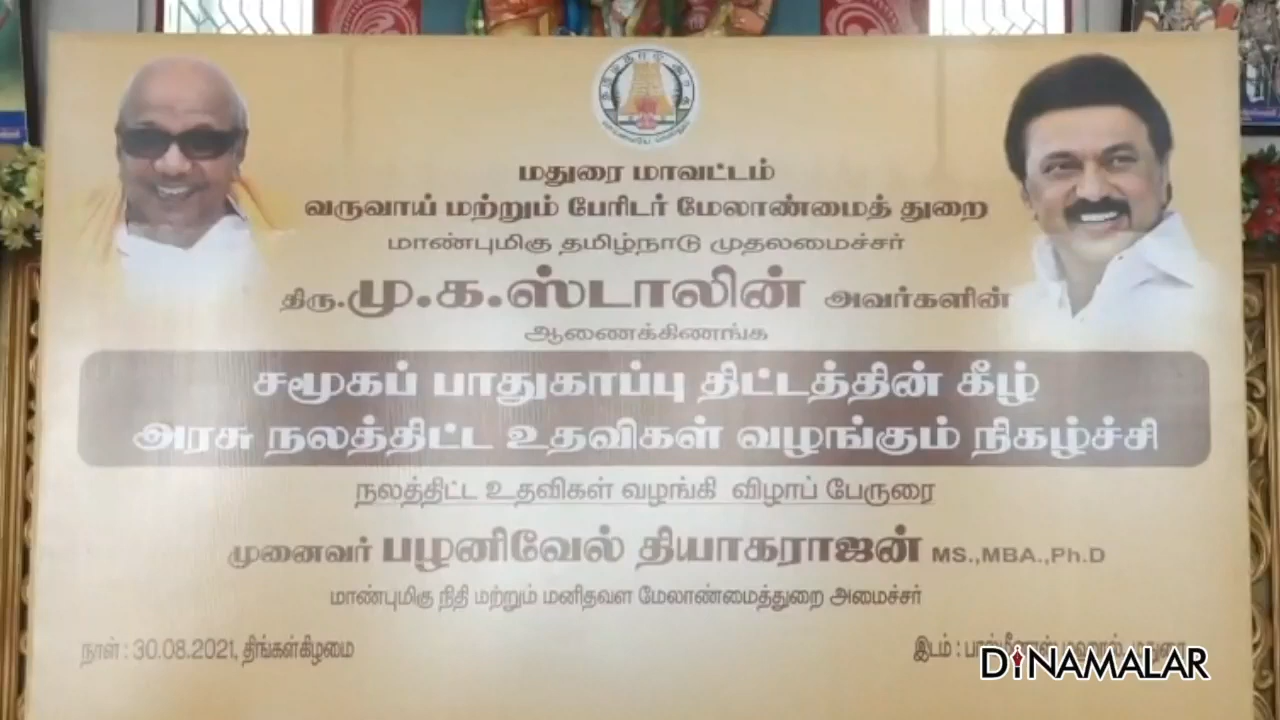 மதுரை மாவட்டம்
வருவாய் மற்றும் பேரிடர் மேலாண்மைத் துறை
மாண்புமிகு தமிழ்நாடு முதலமைச்சர்
திரு.மு.க.ஸ்டாலின் அவர்களின்
ஆணைக்கிணங்க
சமூகப் பாதுகாப்பு திட்டத்தின் கீழ்
அரசு நலத்திட்ட உதவிகள் வழங்கும் நிகழ்ச்சி
நலத்திட்ட உதவிகள் வழங்கி விழாப் பேருரை
முனைவர் பழனிவேல் தியாகராஜன் MS.,MBA.,Ph.D
மாண்புமிகு நிதி மற்றும் மனிதவள மேலாண்மைத்துறை அமைச்சர்
நாள் : 30.08.2021, திங்கள்கிழமை
இடம் :
DINAMALAR